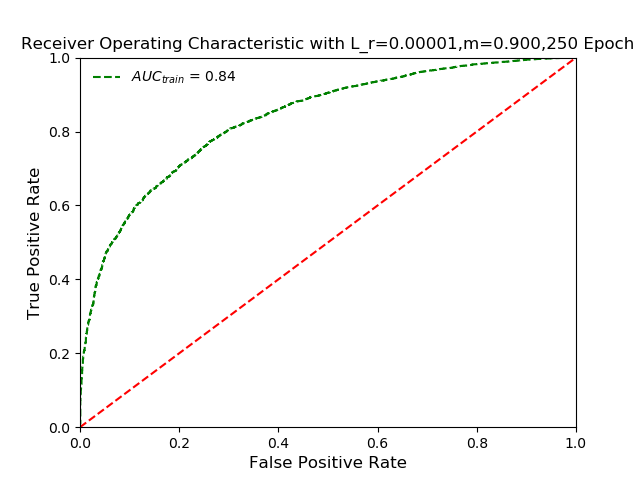 Receiver Operating Characteristic with L_r=0.00001,m=0.900,250 Epoch
1.0
AUCtrain = 0.84
0.8
0.6
0.4
0.2
0.0
True Positive Rate
0.0 0.2 0.4 0.6 0.8 1.0
False Positive Rate